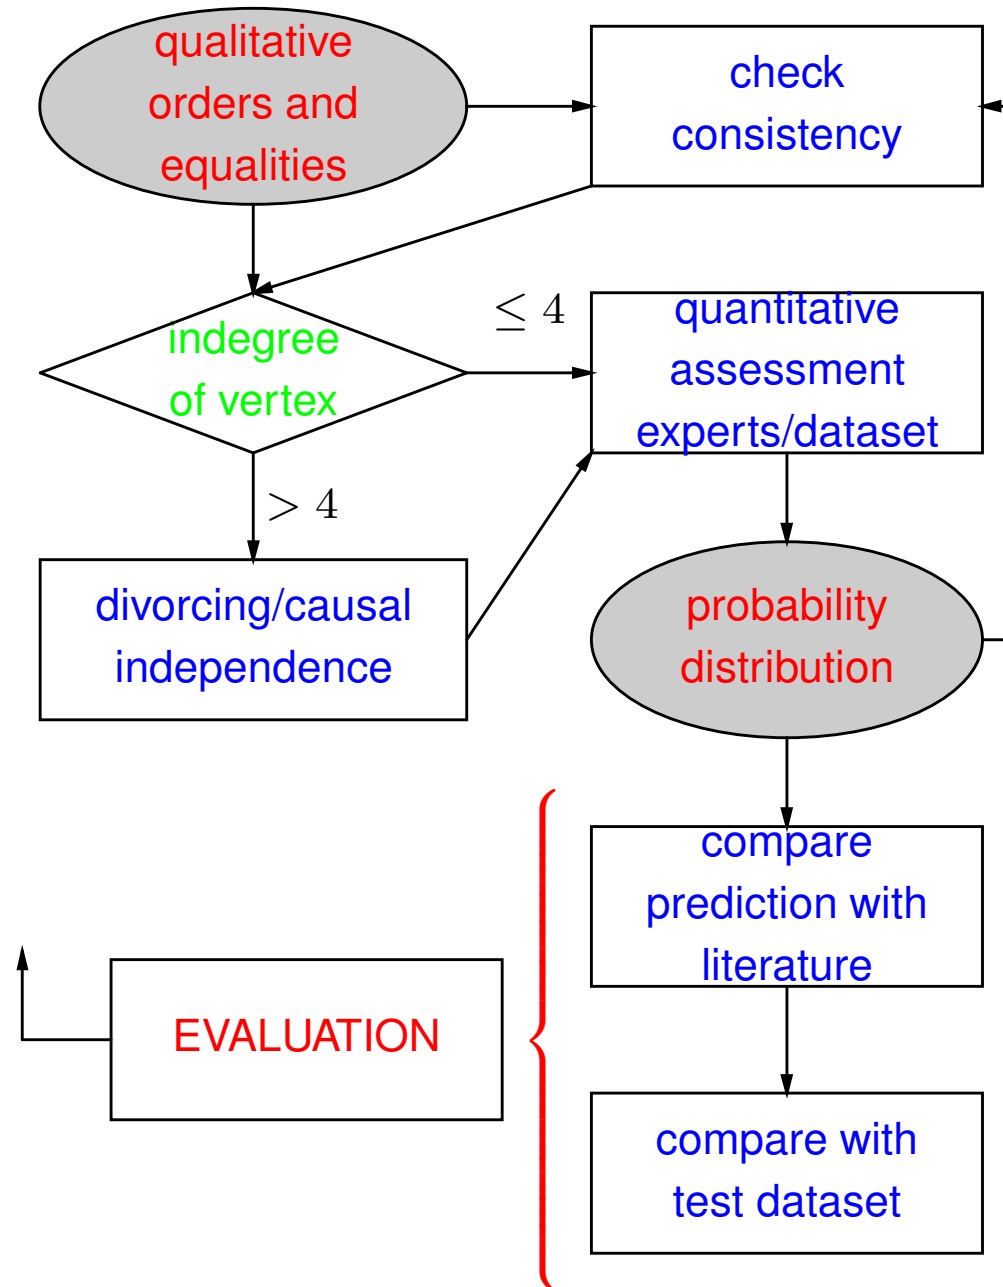 qualitative
orders and
equalities
check
consistency
indegree
of vertex
≤ 4
quantitative
assessment
experts/dataset
> 4
divorcing/causal
independence
probability
distribution
compare
prediction with
literature
EVALUATION
compare with
test dataset